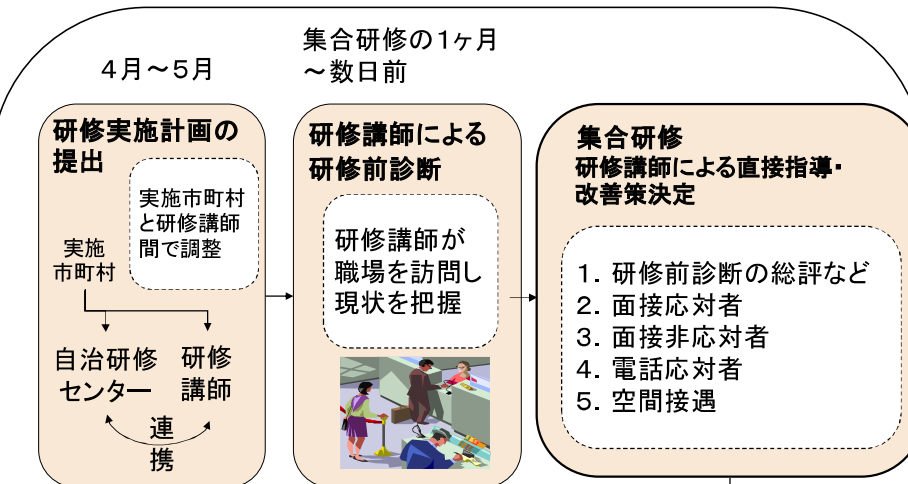 4月～5月
研修実施計画の
提出
実施市町村
と研修講師
間で調整
実施
市町村
自治研修
センター
研修
講師
連
携
集合研修の1ヶ月
～数日前
研修講師による
研修前診断
研修講師が
職場を訪問し
現状を把握
集合研修
研修講師による直接指導・
改善策決定
1. 研修前診断の総評など
2. 面接応対者
3. 面接非応対者
4. 電話応対者
5. 空間接遇